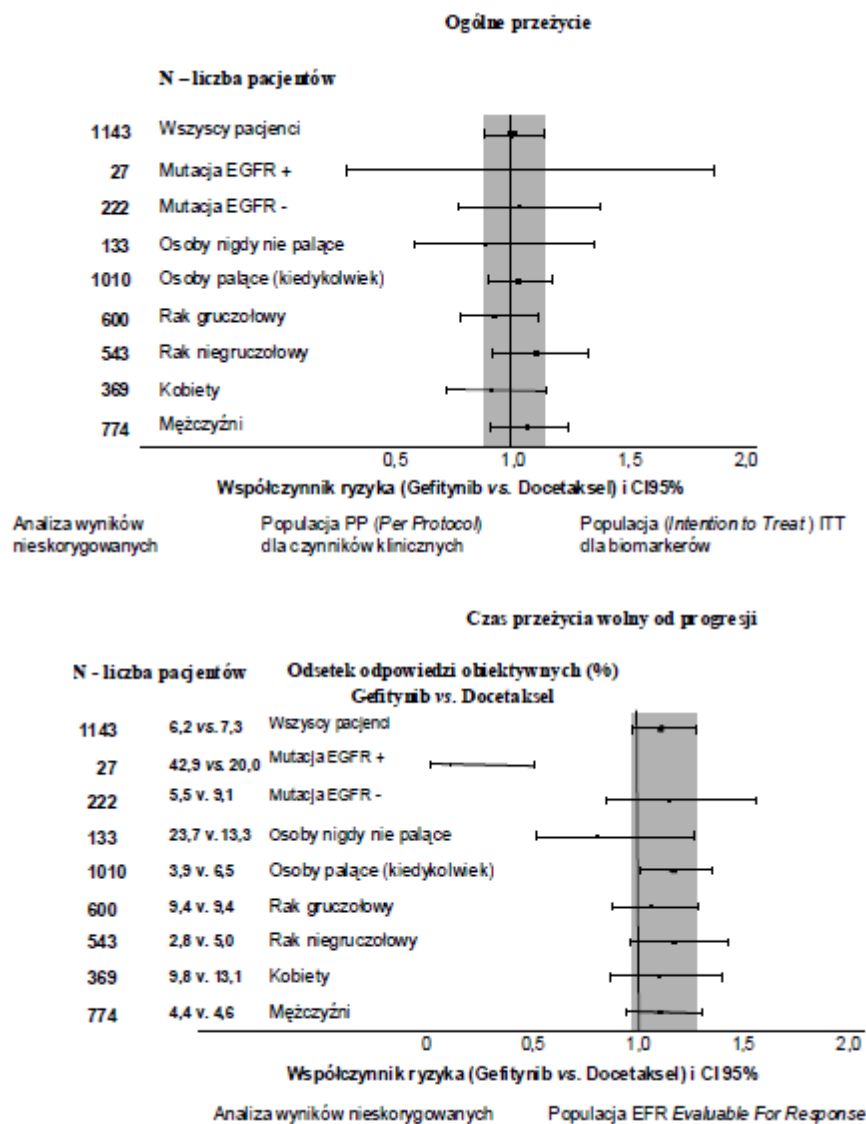 Ogólne przeżycie
N – liczba pacjentów
1143 Wszyscy pacjenci
27 Mutacja EGFR +
222 Mutacja EGFR -
133 Osoby nigdy nie palące
1010 Osoby palące (kiedykolwiek)
600 Rak gruczołowy
543 Rak niegruczołowy
369 Kobiety
774 Mężczyźni
0,5 1,0 1,5 2,0
Współczynnik ryzyka (Gefitynib vs. Docetaksel) i CI95%
Analiza wyników Populacja PP (Per Protocol) Populacja (Intention to Treat ) ITT
nieskorygowanych dla czynników klinicznych dla biomarkerów
Czas przeżycia wolny od progresji
N - liczba pacjentów Odsetek odpowiedzi obiektywnych (%)
Gefitynib vs. Docetaksel
1143 6,2 vs. 7,3 Wszyscy pacjenci
27 42,9 vs. 20,0 Mutacja EGFR +
222 5,5 v. 9,1 Mutacja EGFR -
133 23,7 v. 13,3 Osoby nigdy nie palące
1010 3,9 v. 6,5 Osoby palące (kiedykolwiek)
600 9,4 v. 9,4 Rak gruczołowy
543 2,8 v. 5,0 Rak niegruczołowy
369 9,8 v. 13,1 Kobiety
774 4,4 v. 4,6 Mężczyźni
0 0,5 1,0 1,5 2,0
Współczynnik ryzyka (Gefitynib vs. Docetaksel) i CI95%
Analiza wyników nieskorygowanych Populacja EFR Evaluable For Response